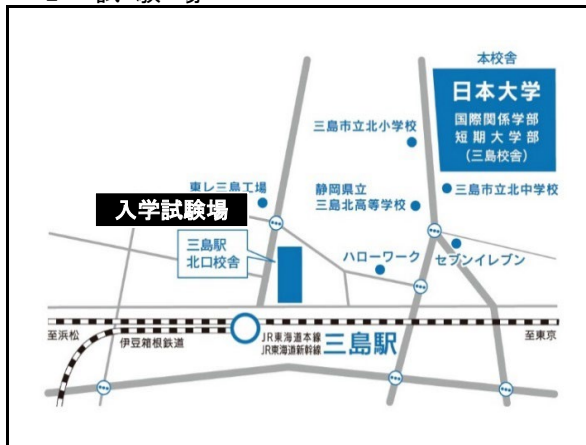 試 験 場
本校舎
日本大学
国際関係学部
短期大学部
(三島校舎)
三島市立北小学校
東レ三島工場
静岡県立
三島北高等学校
三島市立北中学校
入学試験場
三島駅
北口校舎
ハローワーク
セブンイレブン
至浜松
伊豆箱根鉄道
JR東海道本線
JR東海道新幹線
三島駅
至東京